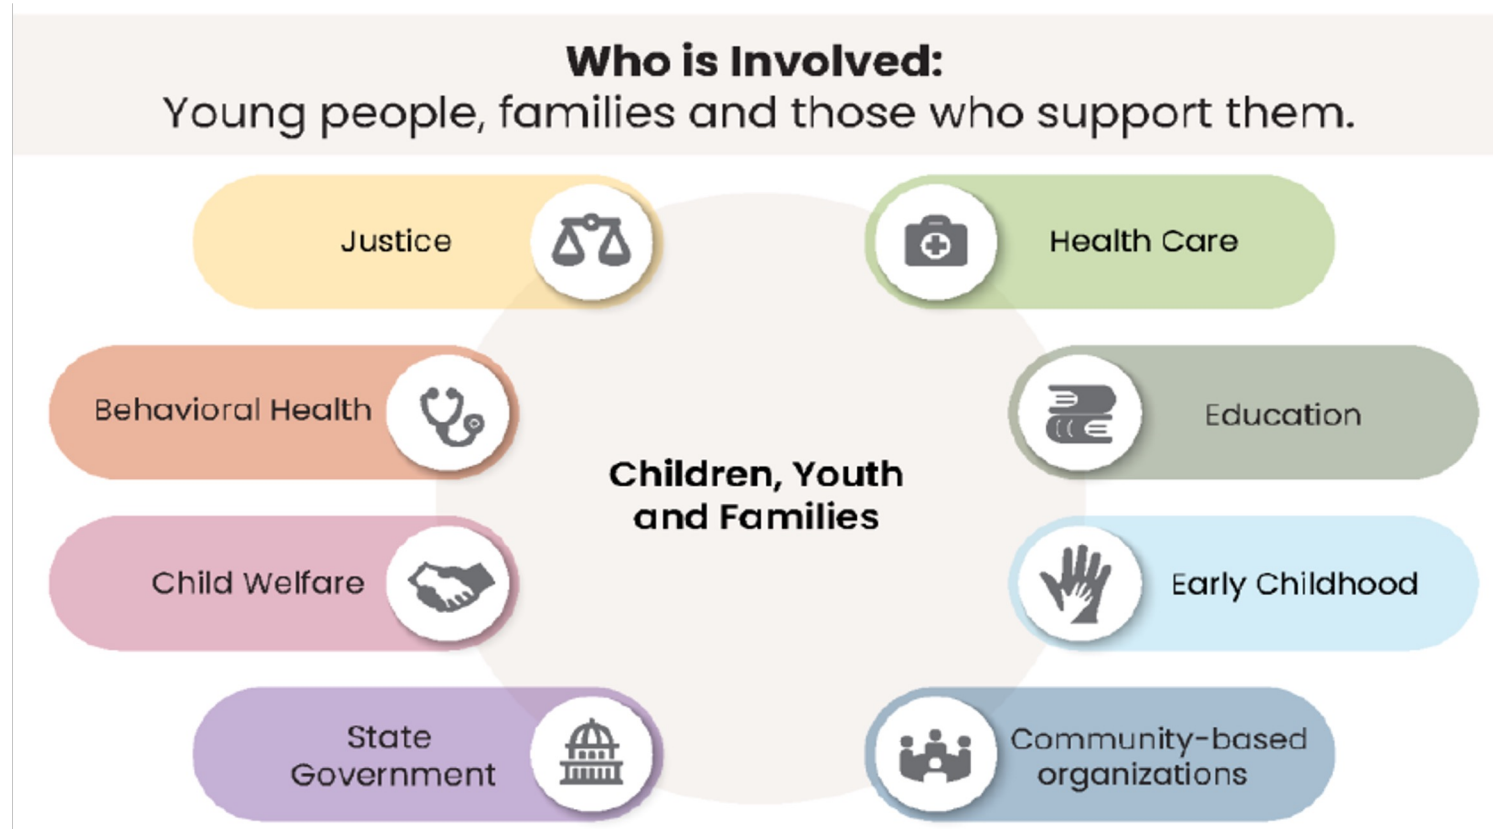 Who is Involved:
Young people, families and those who support them.
Justice
Health Care
Behavioral Health
Education
Children, Youth
and Families
Child Welfare
Early Childhood
State
Government
Community-based
organizations